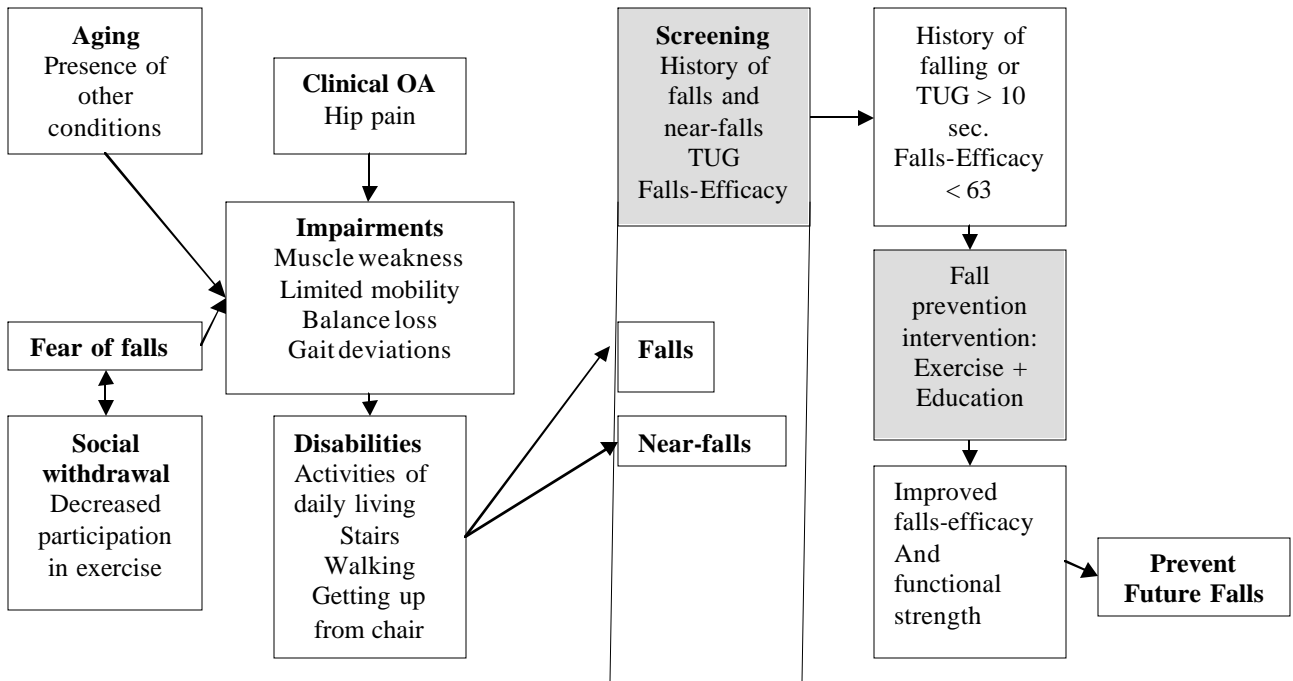 Aging
Presence of
other
conditions
Clinical OA
Hip pain
Impairments
Muscle weakness
Limited mobility
Balance loss
Gait deviations
Fear of falls
Social
withdrawal
Decreased
participation
in exercise
Disabilities
Activities of
daily living
Stairs
Walking
Getting up
from chair
Screening
History of
falls and
near-falls
TUG
Falls-Efficacy
Falls
Near-falls
History of
falling or
TUG > 10
sec.
Falls-Efficacy
< 63
Fall
prevention
intervention:
Exercise +
Education
Improved
falls-efficacy
And
functional
strength
Prevent
Future Falls